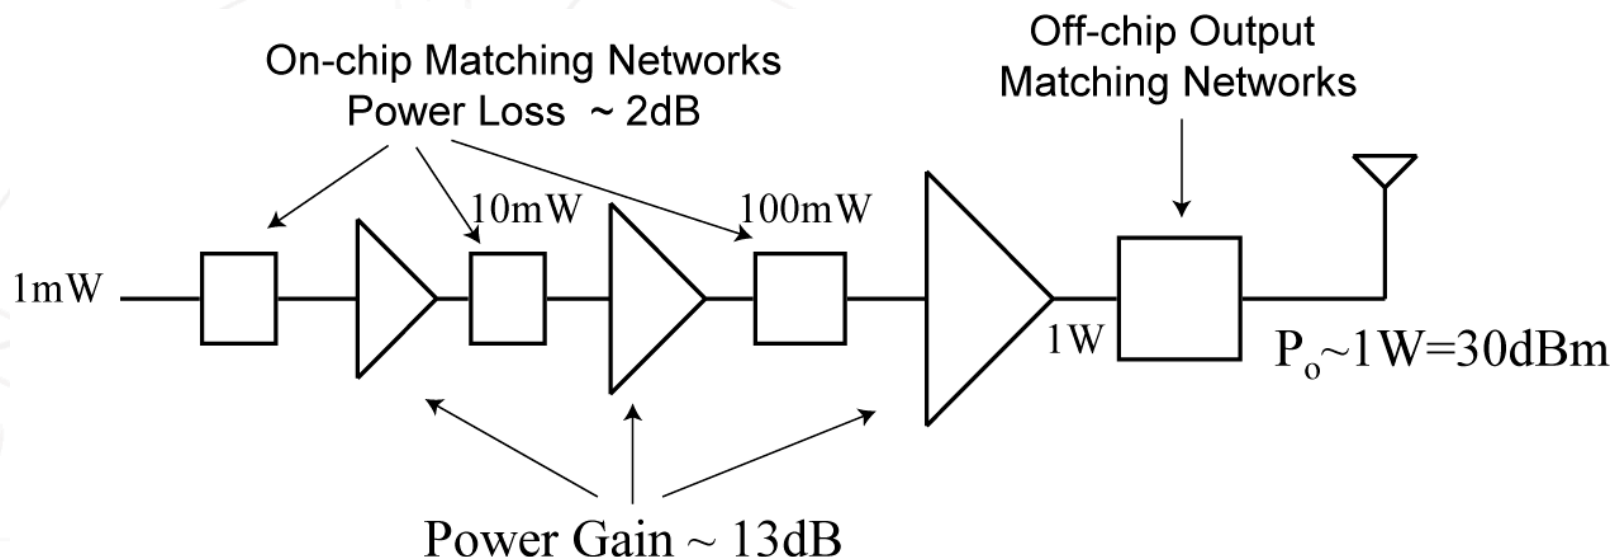 On-chip Matching Networks
Power Loss ~ 2dB
Off-chip Output
Matching Networks
10mW
100mW
1mW
1W
Po~1W=30dBm
Power Gain ~ 13dB